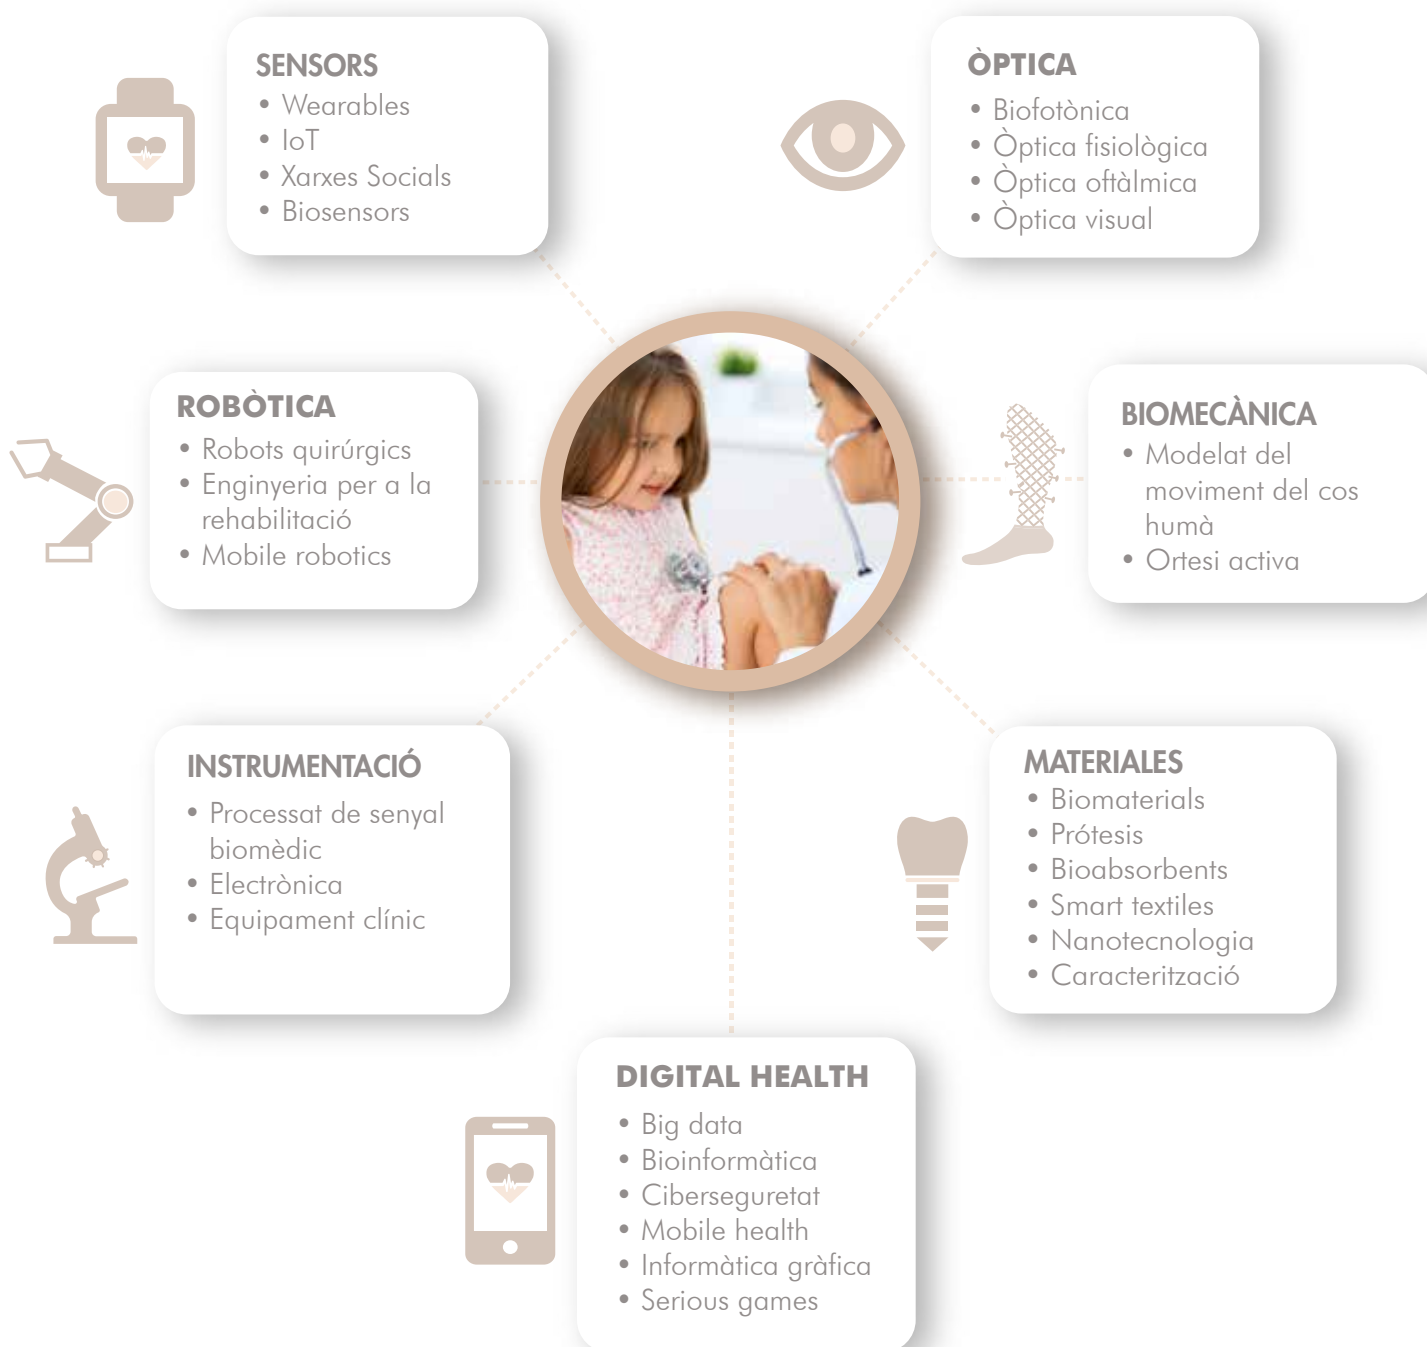 SENSORS
• Wearables
• IoT
• Xarxes Socials
• Biosensors
ÒPTICA
• Biofotònica
• Òptica fisiològica
• Òptica oftàlmica
• Òptica visual
ROBÒTICA
• Robots quirúrgics
• Enginyeria per a la
rehabilitació
• Mobile robotics
BIOMECÀNICA
• Modelat del
moviment del cos
humà
• Ortesi activa
INSTRUMENTACIÓ
• Processat de senyal
biomèdic
• Electrònica
• Equipament clínic
MATERIALES
• Biomaterials
• Prótesis
• Bioabsorbents
• Smart textiles
• Nanotecnologia
• Caracterització
DIGITAL HEALTH
• Big data
• Bioinformàtica
• Ciberseguretat
• Mobile health
• Informàtica gràfica
• Serious games